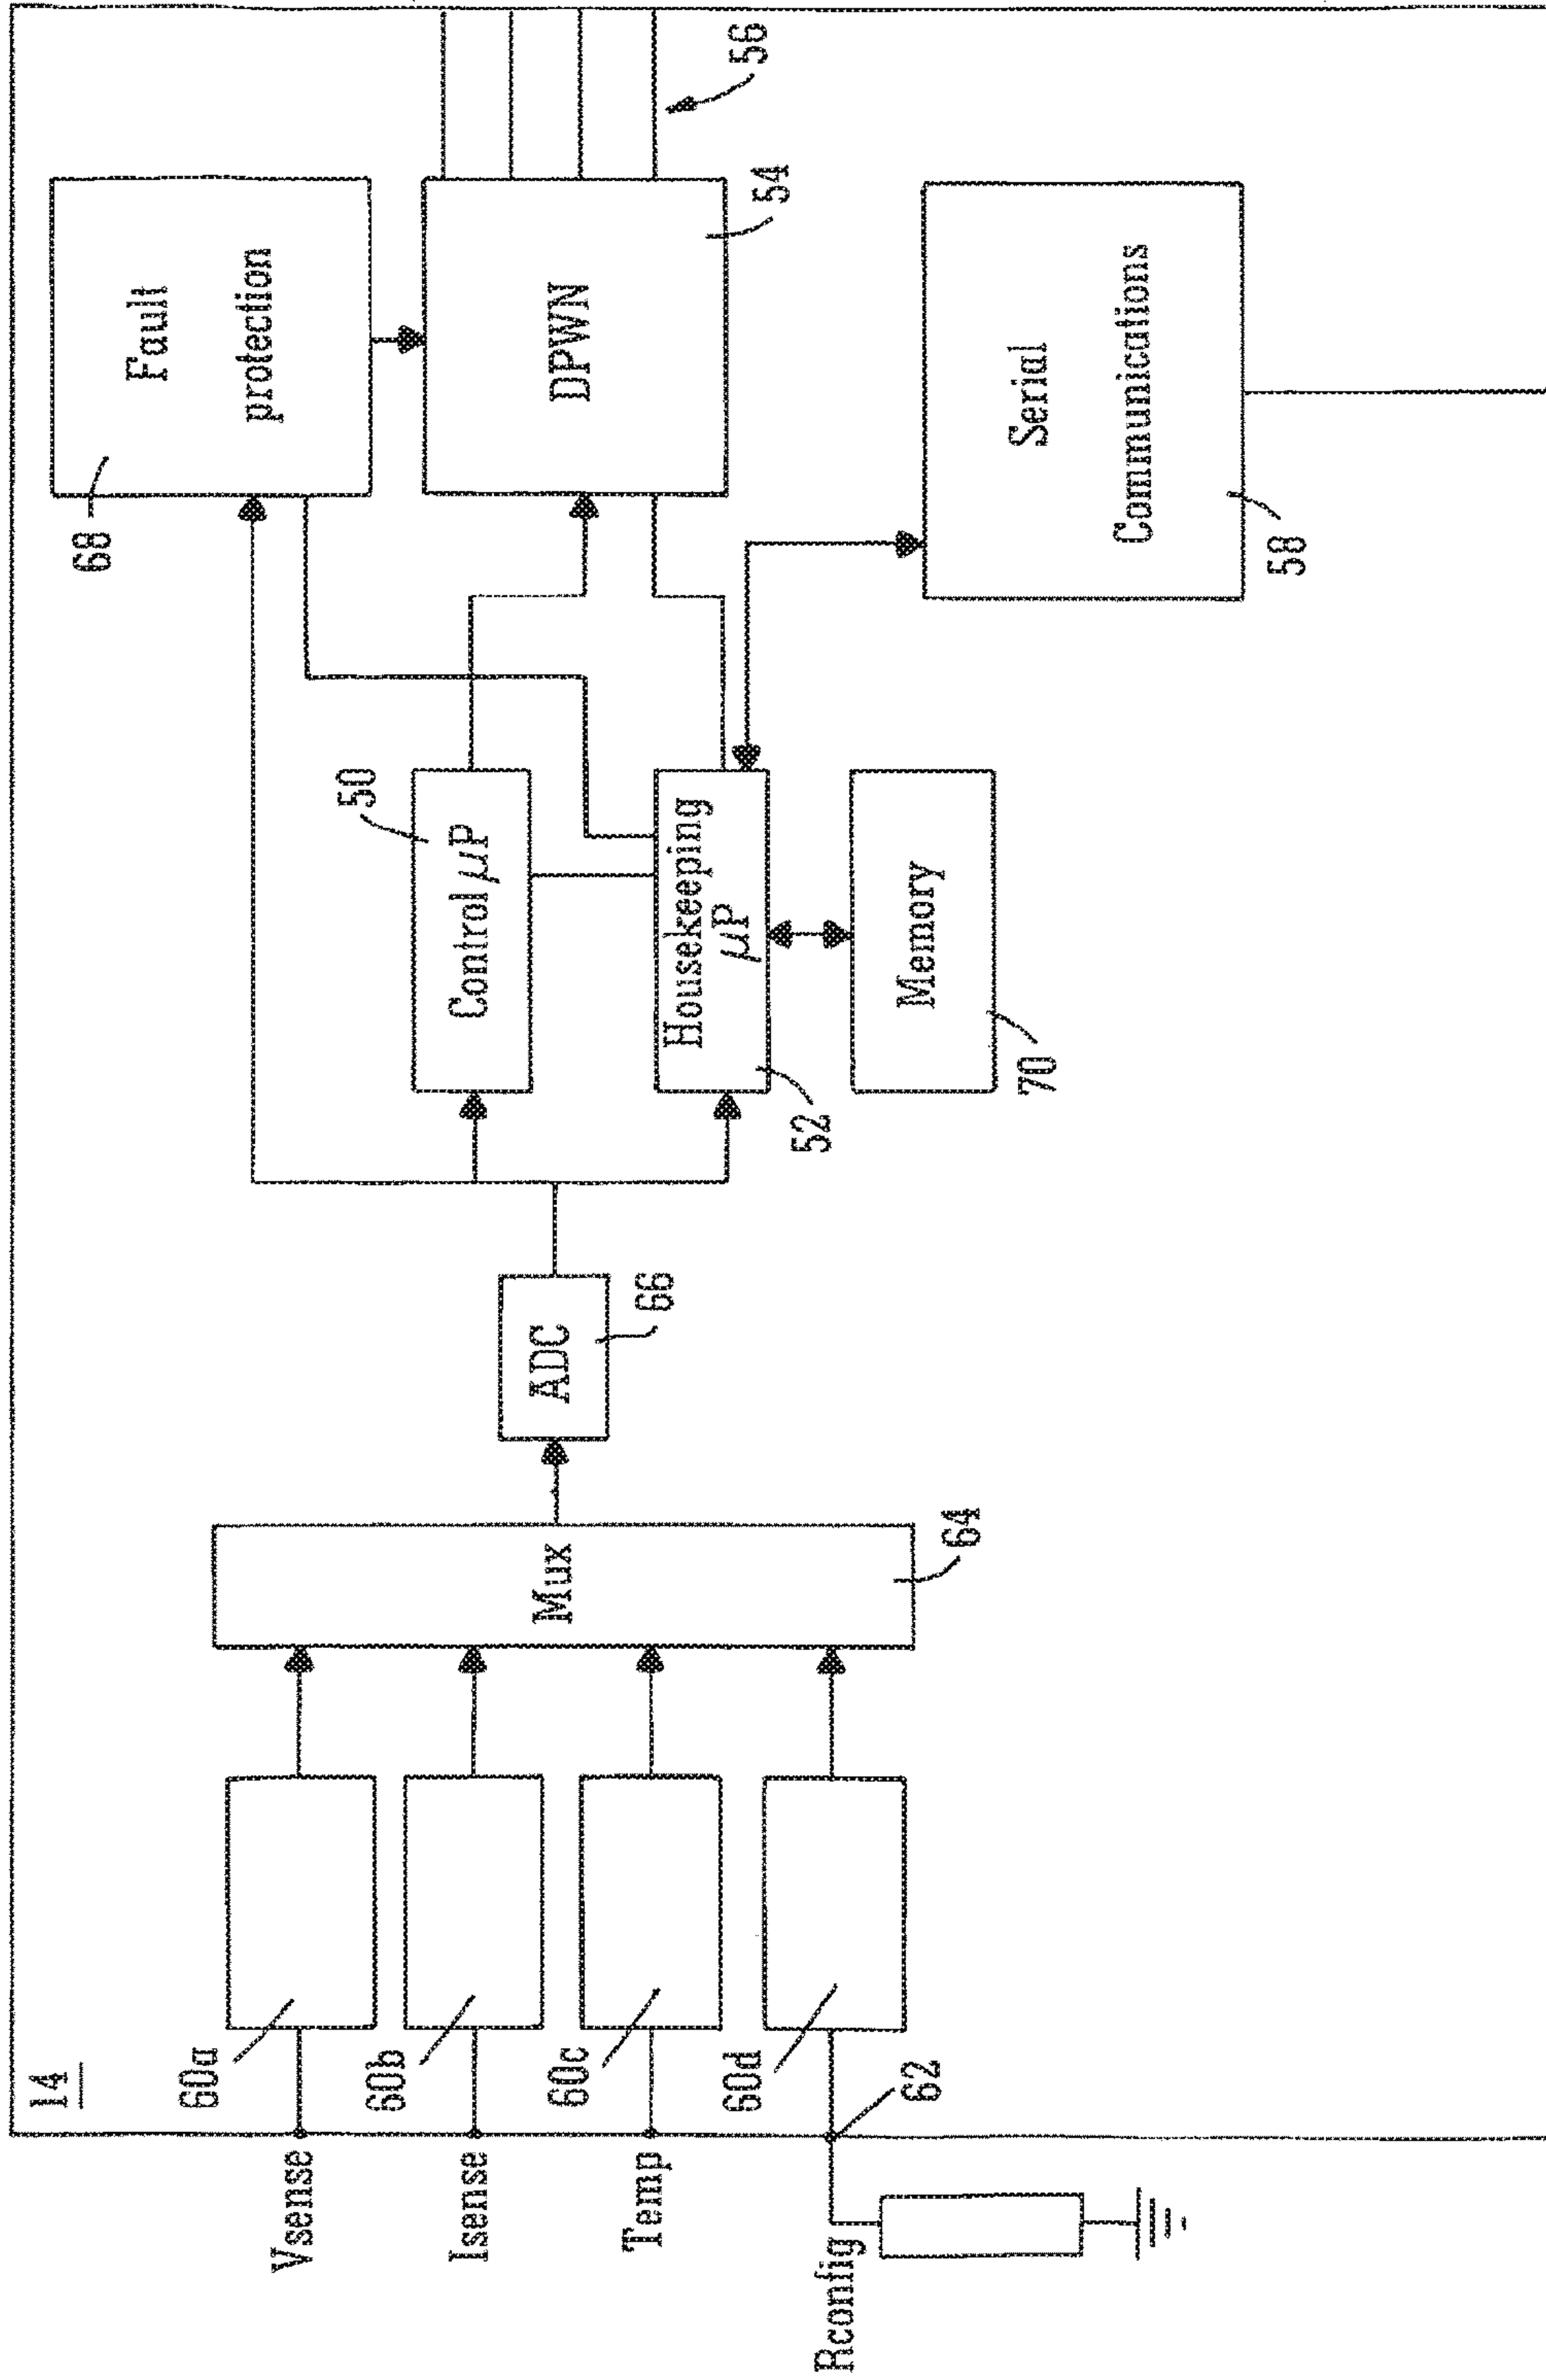 14
Vsense
60a
Isense
60b
Temp
60c
Rconfig
60d
62
Mux
64
ADC
66
Control μP
50
Housekeeping
μP
52
Memory
70
Fault
protection
68
DPWN
54
56
Serial
Communications
58